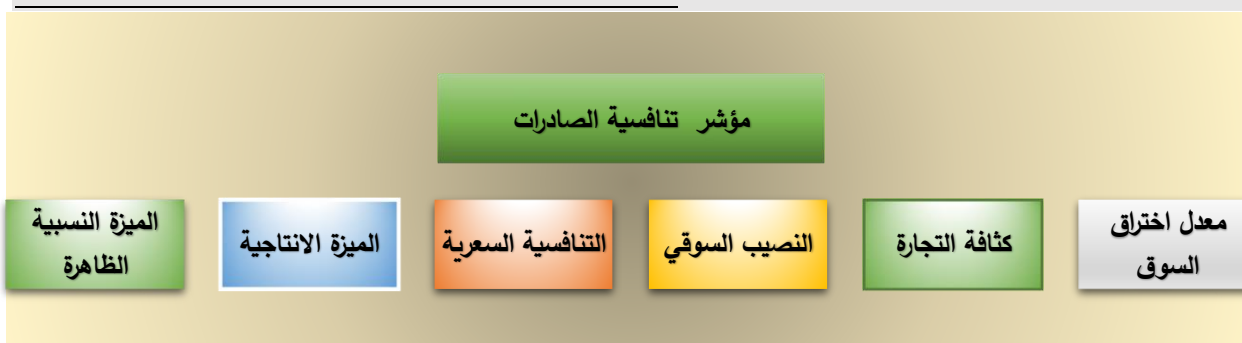 مؤشر تنافسية الصادرات
معدل اختراق
السوق
كثافة التجارة
النصيب السوقي
التنافسية السعرية
الميزة الانتاجية
الميزة النسبية
الظاهرة